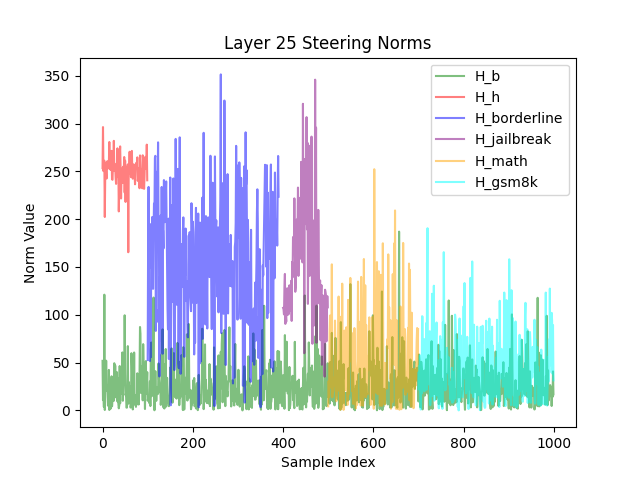 Layer 25 Steering Norms
Norm Value
350
300
250
200
150
100
50
0
0
200
400
600
800
1000
Sample Index
H_b
H_h
H_borderline
H_jailbreak
H_math
H_gsm8k